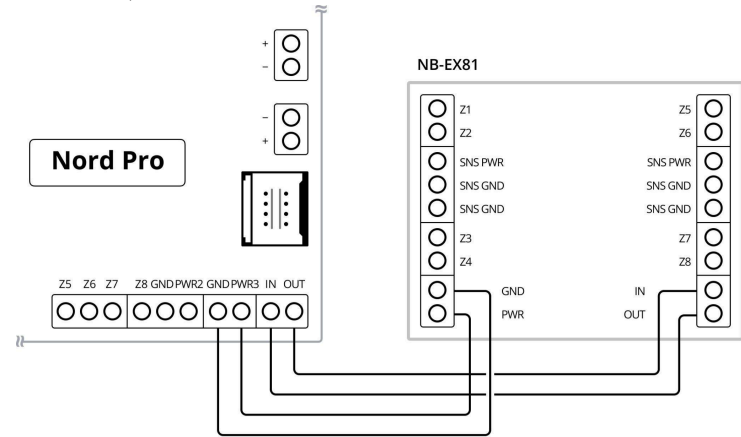 +
−
NB-EX81
−
+
Nord Pro
Z5 Z6 Z7 Z8 GND PWR2 GND PWR3 IN OUT
Z1 Z5
Z2 Z6
SNS PWR SNS PWR
SNS GND SNS GND
SNS GND SNS GND
Z3 Z7
Z4 Z8
GND IN
PWR OUT